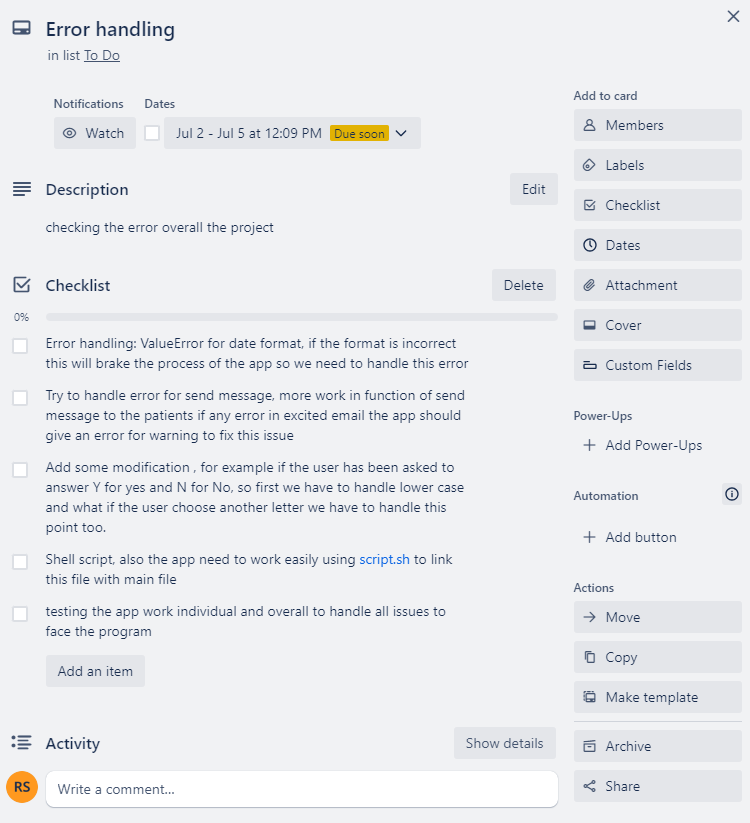 Error handling
in list To Do
Notifications
Dates
Watch
Jul 2 - Jul 5 at 12:09 PM Due soon
Description
Edit
checking the error overall the project
Checklist
Delete
0%
Error handling: ValueError for date format, if the format is incorrect
this will brake the process of the app so we need to handle this error
Try to handle error for send message, more work in function of send
message to the patients if any error in excited email the app should
give an error for warning to fix this issue
Add some modification , for example if the user has been asked to
answer Y for yes and N for No, so first we have to handle lower case
and what if the user choose another letter we have to handle this
point too.
Shell script, also the app need to work easily using script.sh to link
this file with main file
testing the app work individual and overall to handle all issues to
face the program
Add an item
Activity
Show details
RS
Write a comment…
Add to card
Members
Labels
Checklist
Dates
Attachment
Cover
Custom Fields
Power-Ups
Add Power-Ups
Automation
Add button
Actions
Move
Copy
Make template
Archive
Share